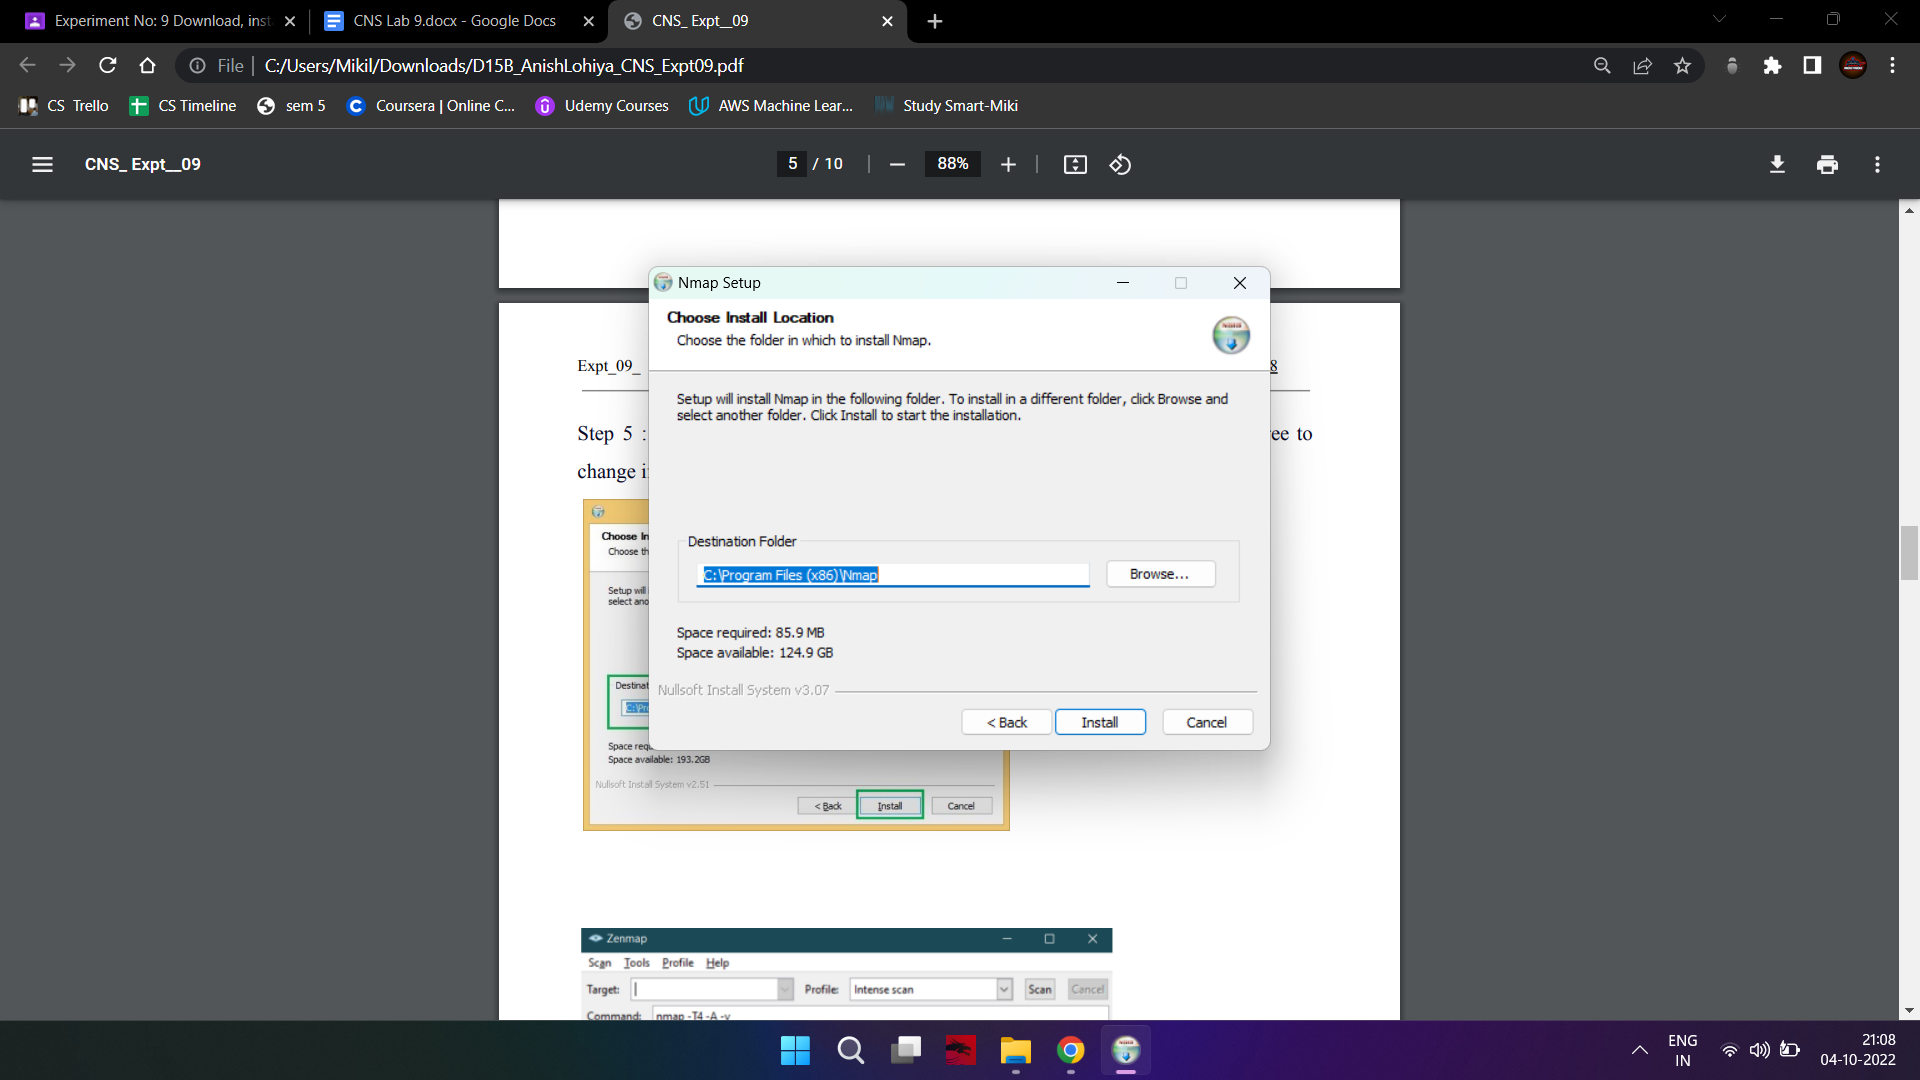 Experiment No: 9 Download, inst
CNS Lab 9.docx - Google Docs
CNS_ Expt__09
File
C:/Users/Mikil/Downloads/D15B_AnishLohiya_CNS_Expt09.pdf
CS Trello
CS Timeline
sem 5
Coursera | Online C...
Udemy Courses
AWS Machine Lear...
Study Smart-Miki
CNS_ Expt__09
5 / 10
88%
Nmap Setup
Choose Install Location
Choose the folder in which to install Nmap.
Expt_09_
8
Setup will install Nmap in the following folder. To install in a different folder, click Browse and
select another folder. Click Install to start the installation.
Step 5 :
ree to
change i
Destination Folder
C:\Program Files (x86)\Nmap
Browse...
Space required: 85.9 MB
Space available: 124.9 GB
Nullsoft Install System v3.07
< Back
Install
Cancel
Choose In
Choose th
Setup will
select ano
Destinat
C:\Pro
Space requ
Space available: 193.2GB
Nullsoft Install System v2.51
< Back
Install
Cancel
Zenmap
Scan Tools Profile Help
Target:
Profile:
Intense scan
Scan
Cancel
Command:
nmap -T4 -A -v
ENG
IN
21:08
04-10-2022